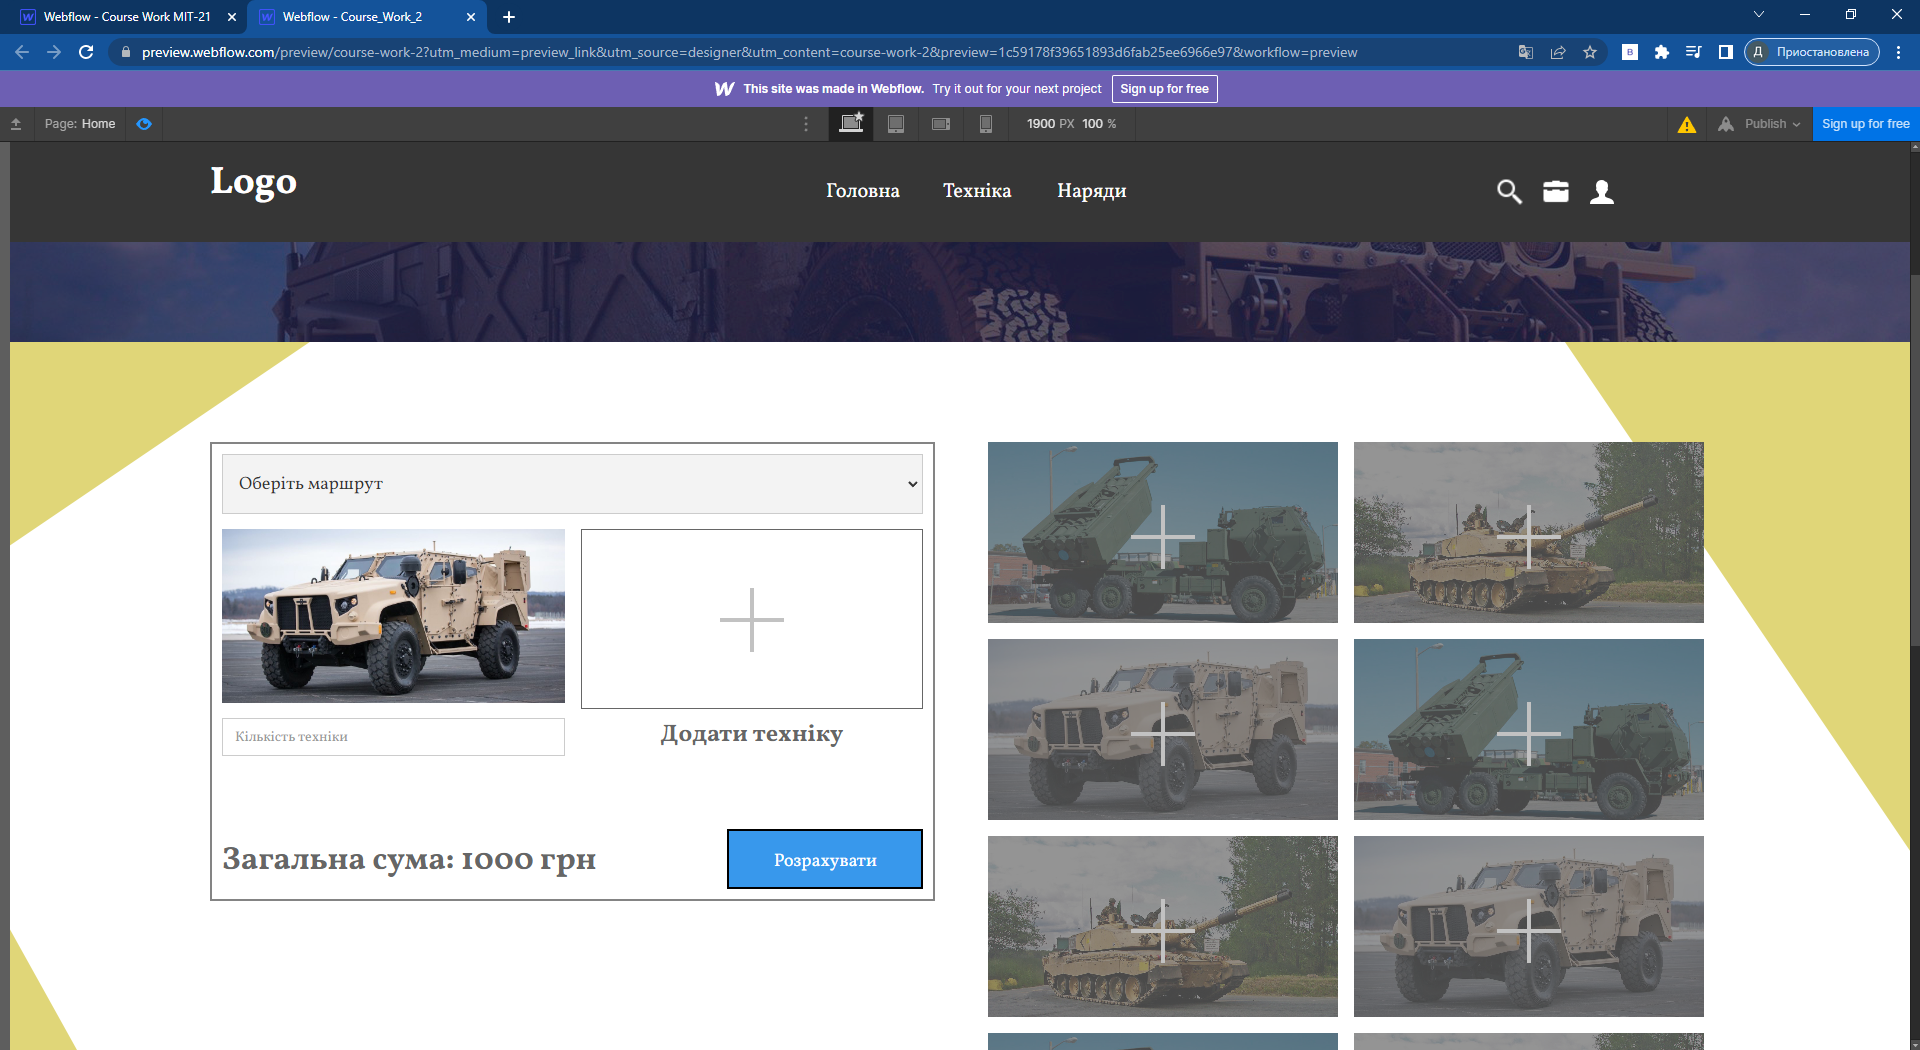 Webflow - Course Work MIT-21
Webflow - Course_Work_2
preview.webflow.com/preview/course-work-2?utm_medium=preview_link&utm_source=designer&utm_content=course-work-2&preview=1c59178f39651893d6fab25ee6966e97&workflow=preview
В
Д Приостановлена
This site was made in Webflow. Try it out for your next project Sign up for free
Page: Home
1900 PX 100 %
Publish
Sign up for free
Logo
Головна Техніка Наряди
Оберіть маршрут
Кількість техніки
Додати техніку
Загальна сума: 1000 грн
Розрахувати